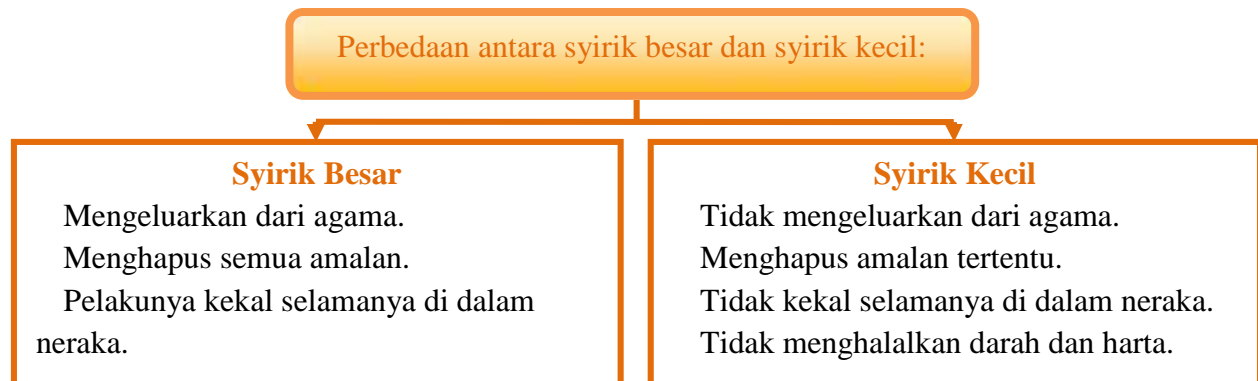 Perbedaan antara syirik besar dan syirik kecil:
Syirik Besar
Mengeluarkan dari agama.
Menghapus semua amalan.
Pelakunya kekal selamanya di dalam
neraka.
Syirik Kecil
Tidak mengeluarkan dari agama.
Menghapus amalan tertentu.
Tidak kekal selamanya di dalam neraka.
Tidak menghalalkan darah dan harta.